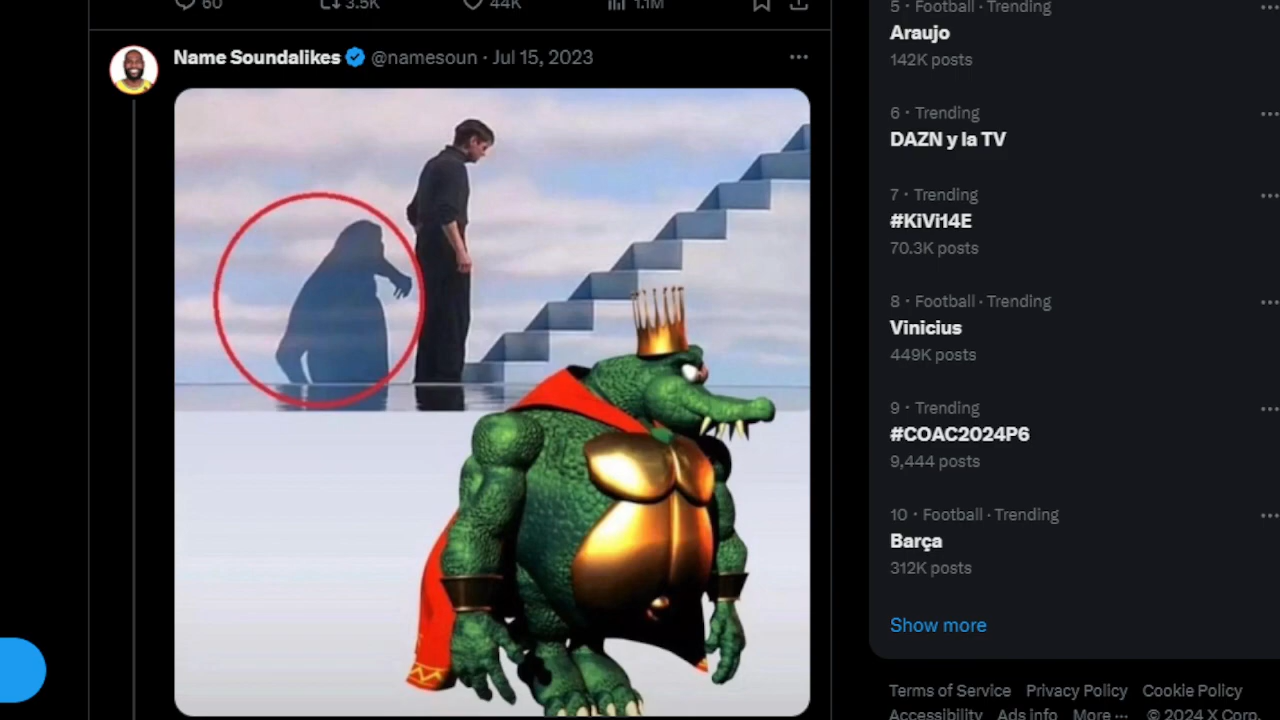 60 3.5K 44K 1.1M
Name Soundalikes @namesoun · Jul 15, 2023
5 · Football · Trending
Araujo
142K posts
6 · Trending
DAZN y la TV
7 · Trending
#KiVi14E
70.3K posts
8 · Football · Trending
Vinicius
449K posts
9 · Trending
#COAC2024P6
9,444 posts
10 · Football · Trending
Barça
312K posts
Show more
Terms of Service Privacy Policy Cookie Policy
Accessibility Ads info More ··· © 2024 X Corp.